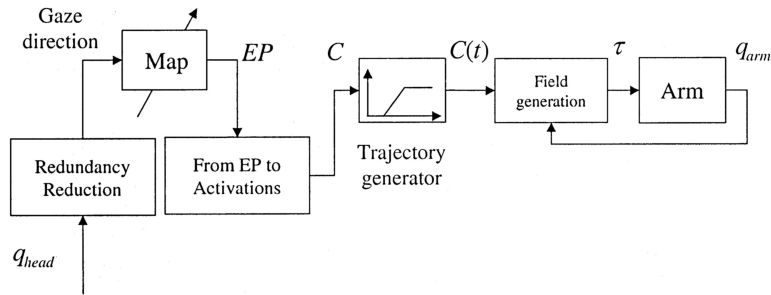 Gaze
direction
Map
EP
C
C(t)
τ
q_arm
Field
generation
Arm
Trajectory
generator
Redundancy
Reduction
From EP to
Activations
q_head